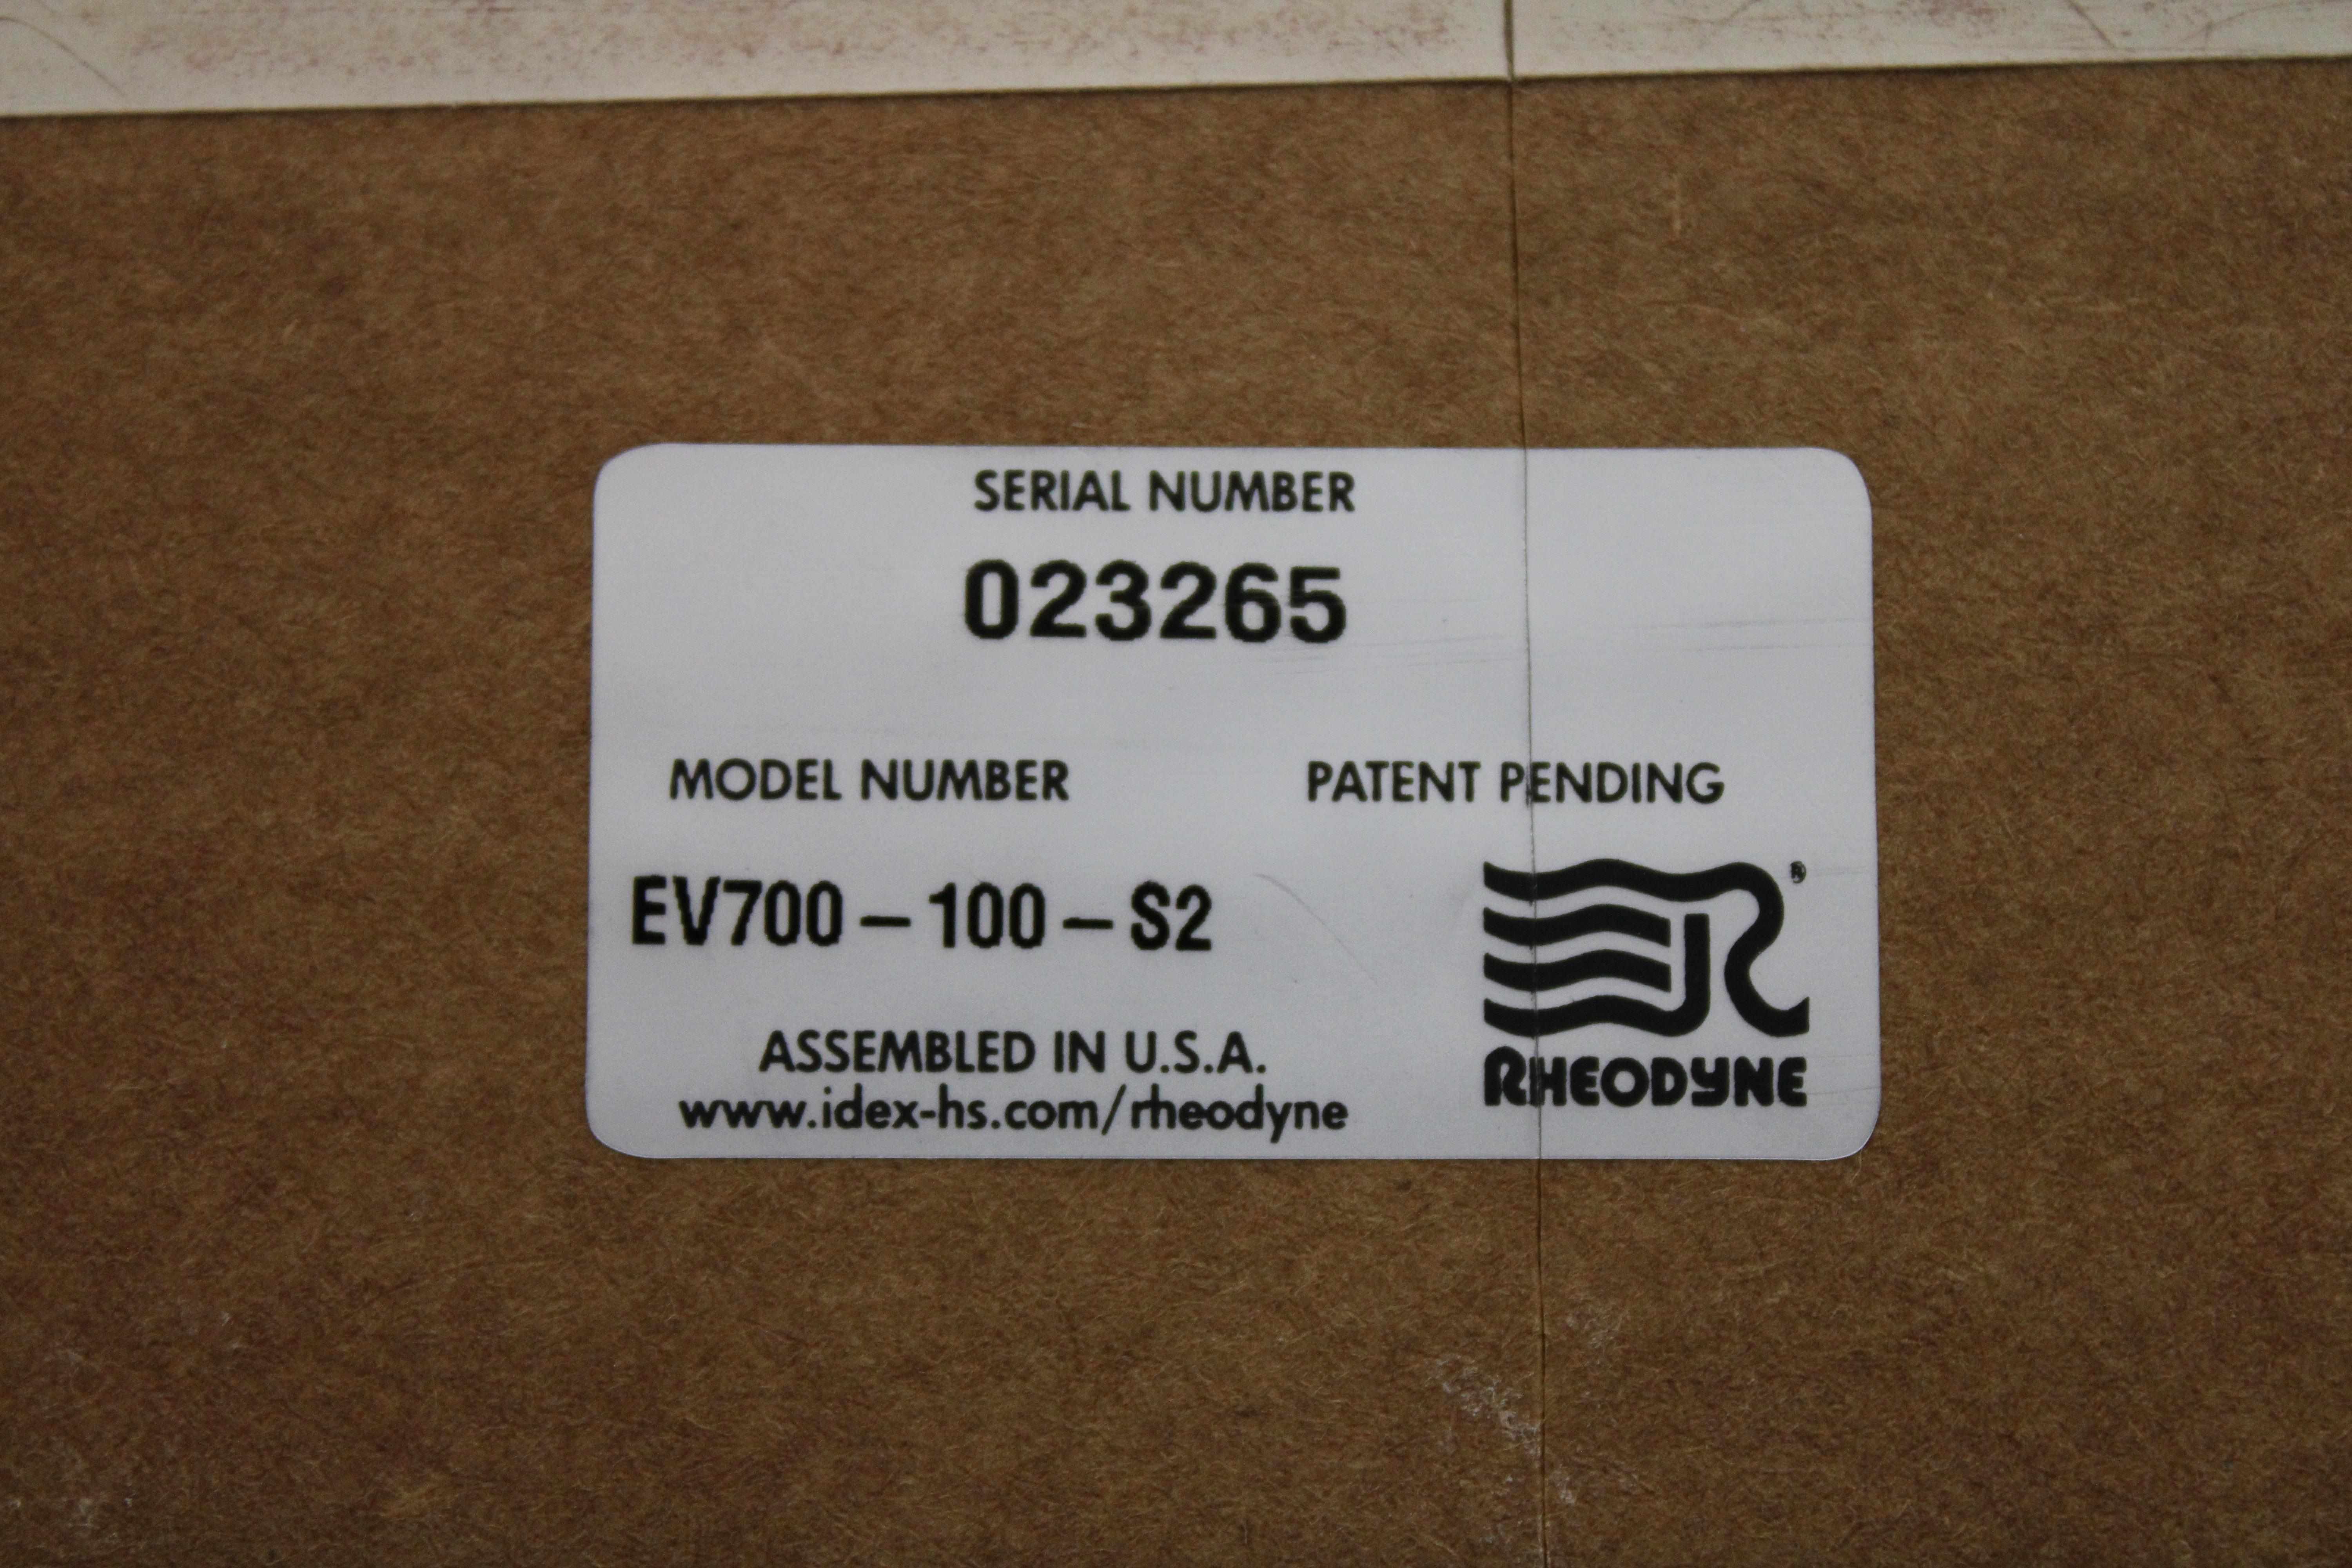 SERIAL NUMBER
023265
MODEL NUMBER
PATENT PENDING
EV700-100-S2
®
RHEODYNE
ASSEMBLED IN U.S.A.
www.idex-hs.com/rheodyne